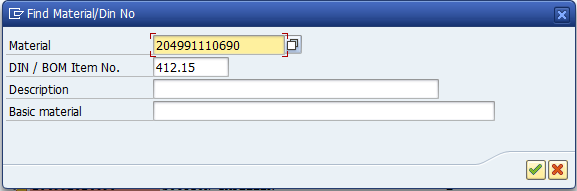 Find Material/Din No
Material 204991110690
DIN / BOM Item No. 412.15
Description
Basic material